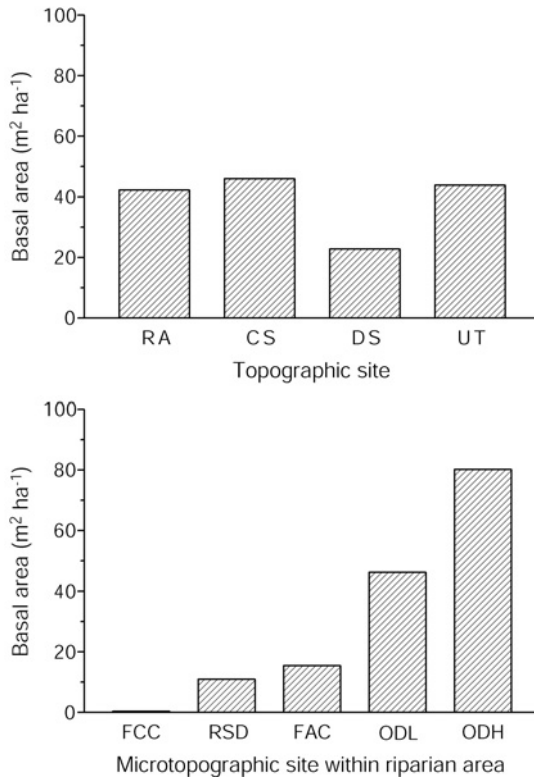 100
80
60
40
20
0
Basal area (m² ha⁻¹)
RA CS DS UT
Topographic site
100
80
60
40
20
0
Basal area (m² ha⁻¹)
FCC RSD FAC ODL ODH
Microtopographic site within riparian area